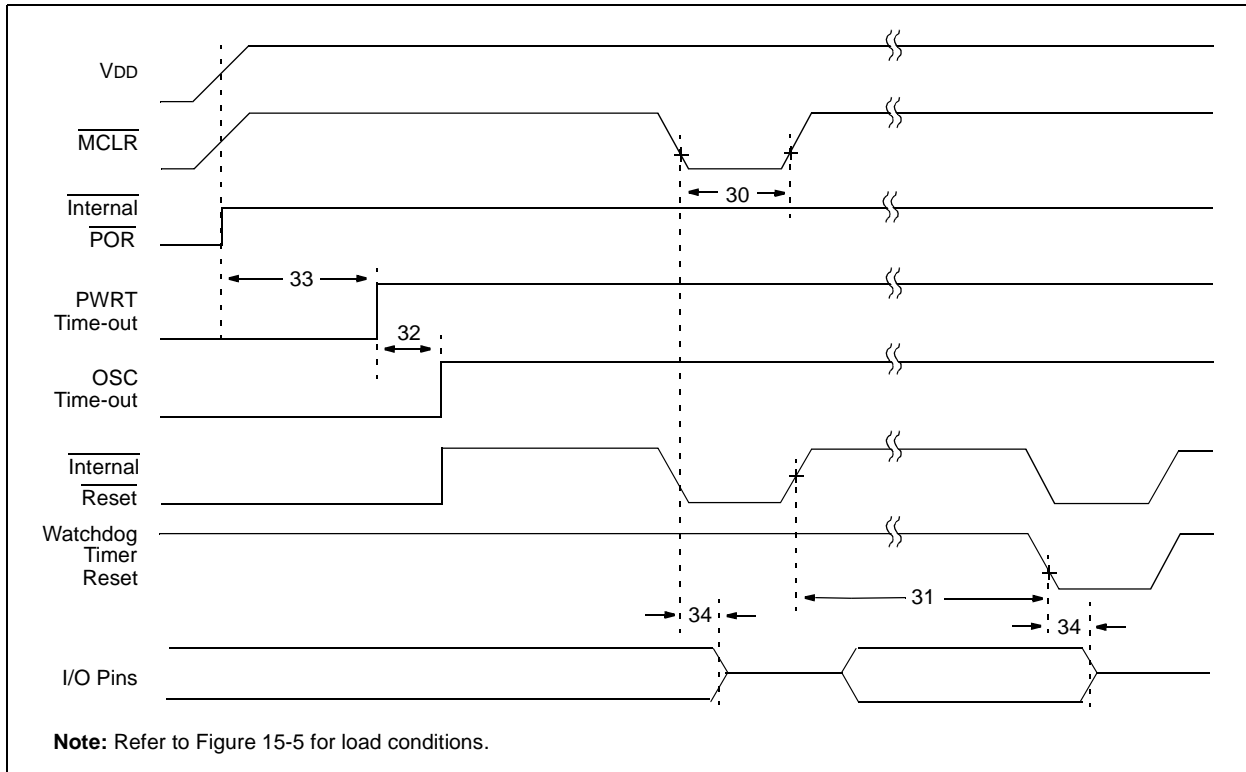 VDD
MCLR
30
Internal
POR
33
PWRT
Time-out
32
OSC
Time-out
Internal
Reset
Watchdog
Timer
Reset
31
34
34
I/O Pins
Note: Refer to Figure 15-5 for load conditions.